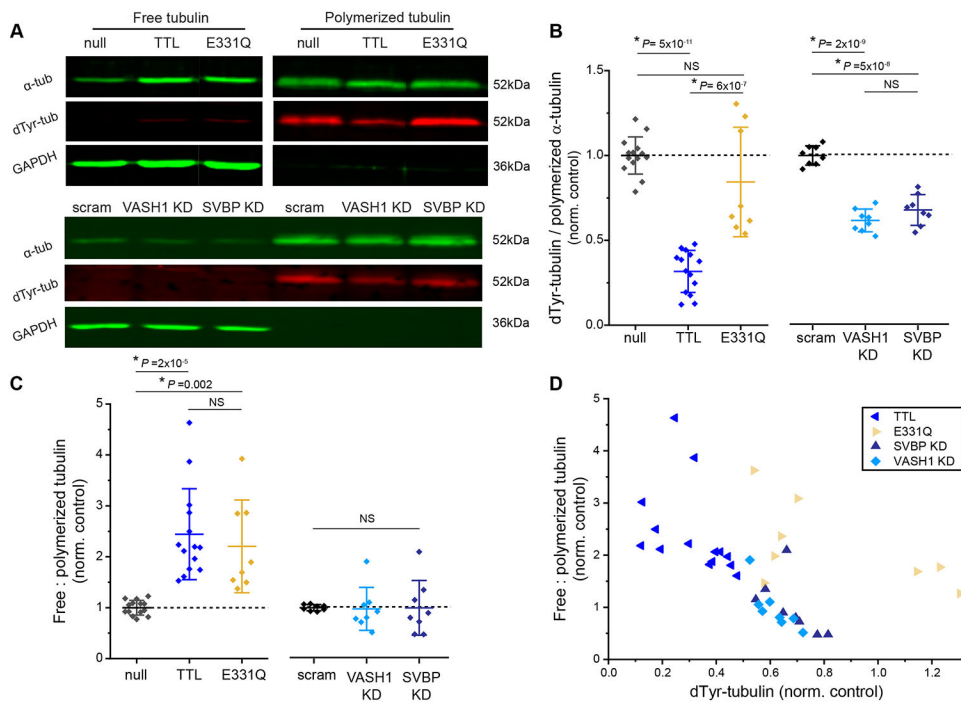 A
Free tubulin
Polymerized tubulin
null TTL E331Q null TTL E331Q
α-tub 52kDa
dTyr-tub 52kDa
GAPDH 36kDa
scram VASH1 KD SVBP KD scram VASH1 KD SVBP KD
α-tub 52kDa
dTyr-tub 52kDa
GAPDH 36kDa
B
* P= 5x10⁻¹¹
NS
* P= 6x10⁻⁷
* P= 2x10⁻⁹
* P=5x10⁻⁸
NS
dTyr-tubulin / polymerized α-tubulin
(norm. control)
1.5
1.0
0.5
0.0
null TTL E331Q scram VASH1 KD SVBP KD
C
* P =2x10⁻⁵
* P =0.002
NS
NS
Free : polymerized tubulin
(norm. control)
5
4
3
2
1
0
null TTL E331Q scram VASH1 KD SVBP KD
D
TTL
E331Q
SVBP KD
VASH1 KD
Free : polymerized tubulin
(norm. control)
5
4
3
2
1
0
0.0 0.2 0.4 0.6 0.8 1.0 1.2
dTyr-tubulin (norm. control)